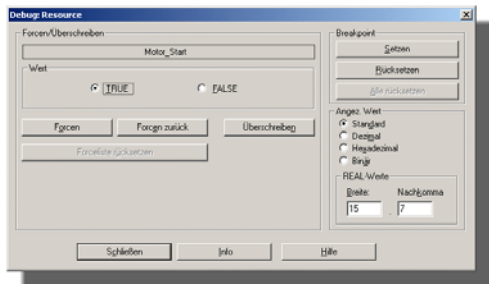 Debug: Resource
Forcen/Überschreiben
Motor_Start
Wert
TRUE
FALSE
Forcen
Forcen zurück
Überschreiben
Forceliste rücksetzen
Breakpoint
Setzen
Rücksetzen
Alle rücksetzen
Angez. Wert
Standard
Dezimal
Hexadezimal
Binär
REAL-Werte
Breite:
Nachkomma
15 . 7
Schließen
Info
Hilfe